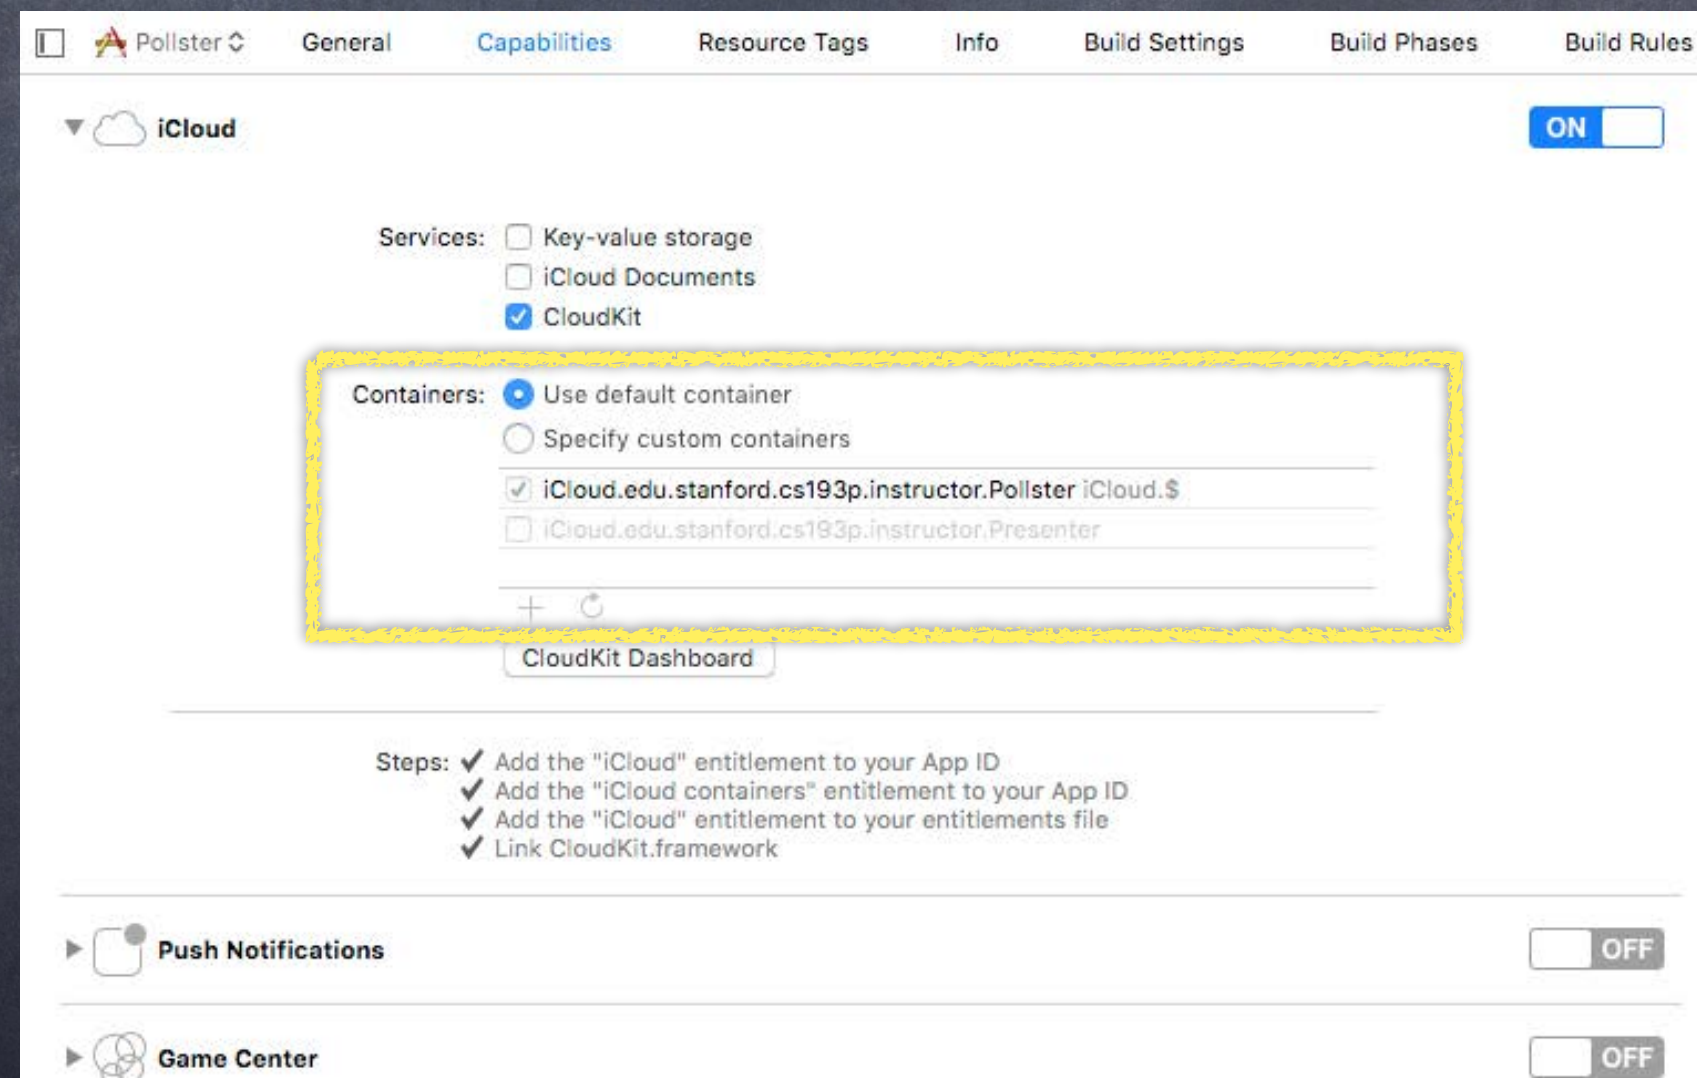 Pollster General Capabilities Resource Tags Info Build Settings Build Phases Build Rules
iCloud ON
Services: Key-value storage
iCloud Documents
CloudKit
Containers: Use default container
Specify custom containers
iCloud.edu.stanford.cs193p.instructor.Pollster iCloud.$
iCloud.edu.stanford.cs193p.instructor.Presenter
CloudKit Dashboard
Steps: ✔ Add the "iCloud" entitlement to your App ID
✔ Add the "iCloud containers" entitlement to your App ID
✔ Add the "iCloud" entitlement to your entitlements file
✔ Link CloudKit.framework
Push Notifications OFF
Game Center OFF